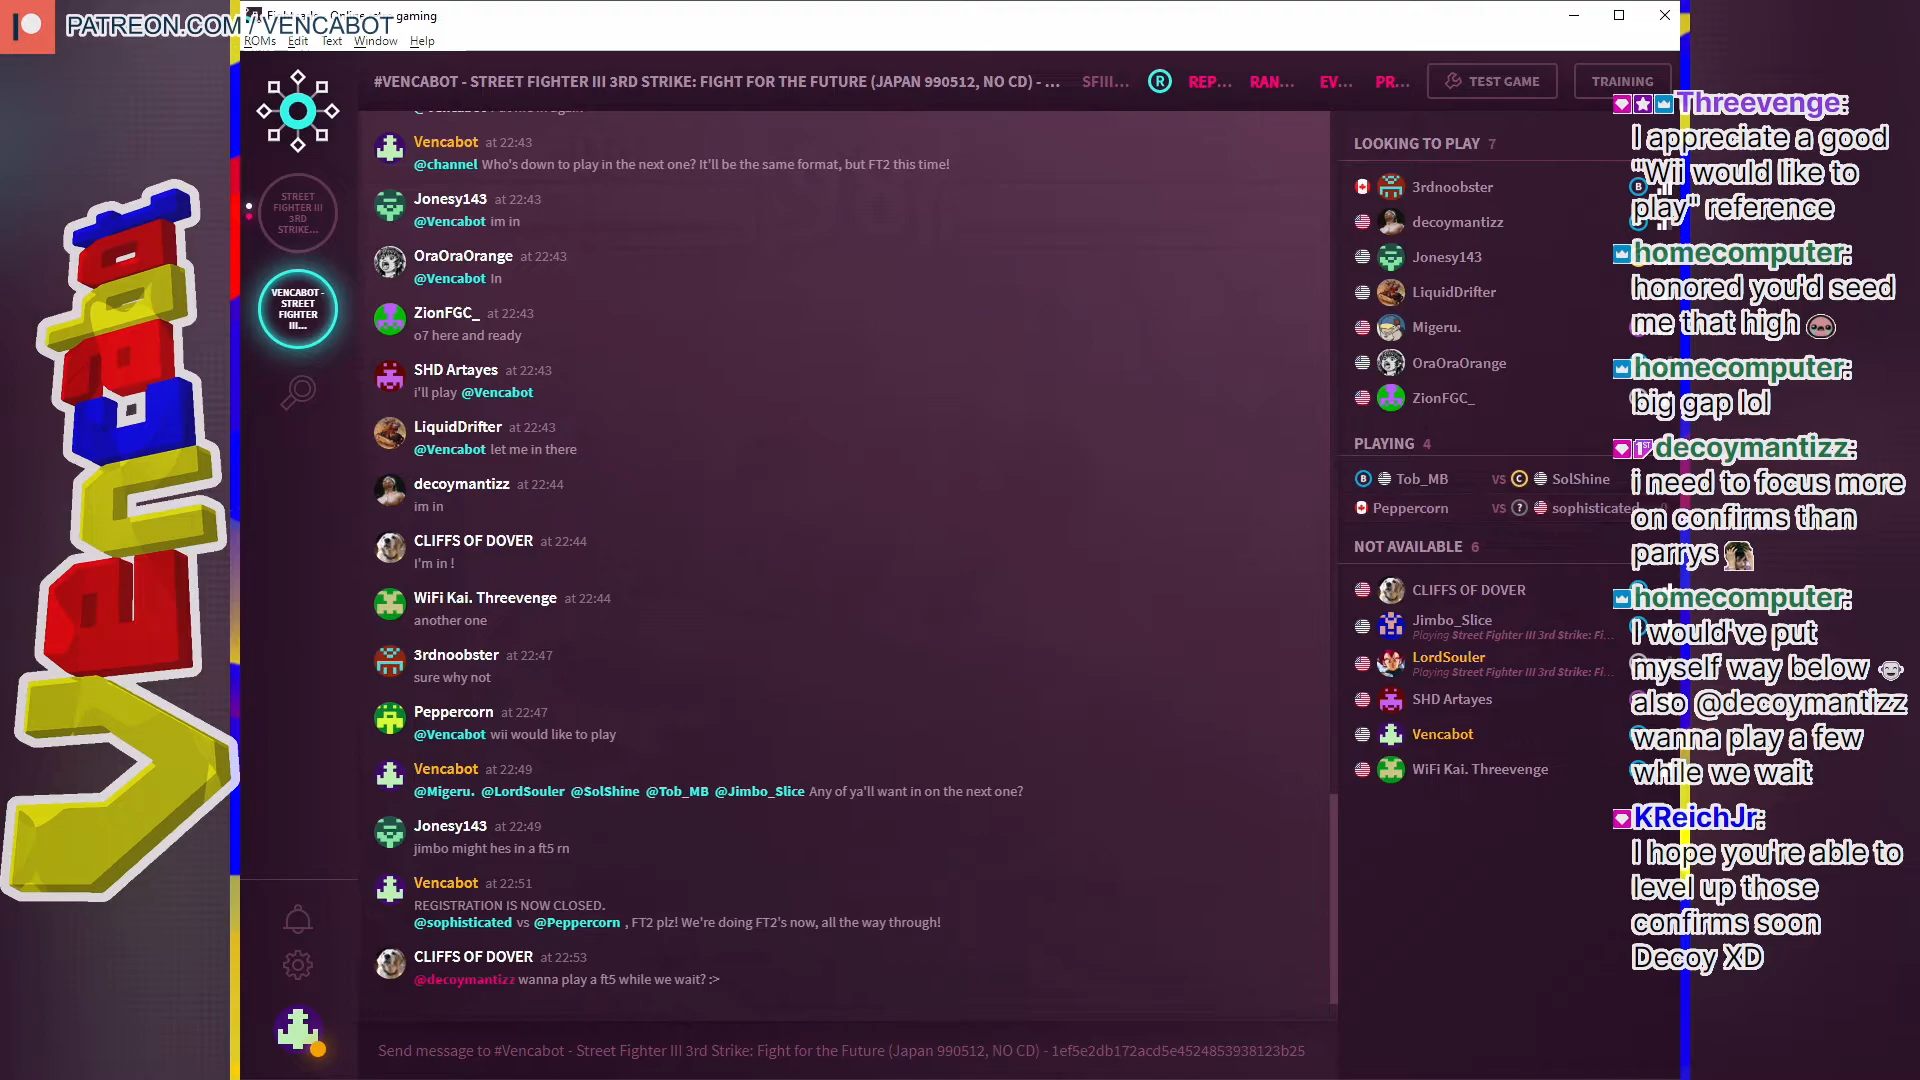 PATREON.COM/VENCABOT
ROMs Edit Text Window Help
#VENCABOT - STREET FIGHTER III 3RD STRIKE: FIGHT FOR THE FUTURE (JAPAN 990512, NO CD) - ... SFIII... R REP... RAN... EV... PR... TEST GAME TRAINING
Vencabot
STREET
FIGHTER III
3RD
STRIKE...
VENCABOT -
STREET
FIGHTER
III...
Vencabot at 22:43
@channel Who's down to play in the next one? It'll be the same format, but FT2 this time!
Jonesy143 at 22:43
@Vencabot im in
OraOraOrange at 22:43
@Vencabot In
ZionFGC_ at 22:43
o7 here and ready
SHD Artayes at 22:43
i'll play @Vencabot
LiquidDrifter at 22:43
@Vencabot let me in there
decoymantizz at 22:44
im in
CLIFFS OF DOVER at 22:44
I'm in !
WiFi Kai. Threevenge at 22:44
another one
3rdnoobster at 22:47
sure why not
Peppercorn at 22:47
@Vencabot wii would like to play
Vencabot at 22:49
@Migeru. @LordSouler @SolShine @Tob_MB @Jimbo_Slice Any of ya'll want in on the next one?
Jonesy143 at 22:49
jimbo might hes in a ft5 rn
Vencabot at 22:51
REGISTRATION IS NOW CLOSED.
@sophisticated vs @Peppercorn , FT2 plz! We're doing FT2's now, all the way through!
CLIFFS OF DOVER at 22:53
@decoymantizz wanna play a ft5 while we wait? :>
Send message to #Vencabot - Street Fighter III 3rd Strike: Fight for the Future (Japan 990512, NO CD) - 1ef5e2db172acd5e4524853938123b25
LOOKING TO PLAY 7
3rdnoobster
decoymantizz
Jonesy143
LiquidDrifter
Migeru.
OraOraOrange
ZionFGC_
PLAYING 4
B Tob_MB VS C SolShine
Peppercorn VS ? sophisticated
NOT AVAILABLE 6
CLIFFS OF DOVER
Jimbo_Slice
Playing Street Fighter III 3rd Strike: Fi...
LordSouler
Playing Street Fighter III 3rd Strike: Fi...
SHD Artayes
Vencabot
WiFi Kai. Threevenge
Threevenge:
I appreciate a good
"Wii would like to
play" reference
homecomputer:
honored you'd seed
me that high
homecomputer:
big gap lol
1ST decoymantizz:
i need to focus more
on confirms than
parrys
homecomputer:
I would've put
myself way below
also @decoymantizz
wanna play a few
while we wait
KReichJr:
I hope you're able to
level up those
confirms soon
Decoy XD